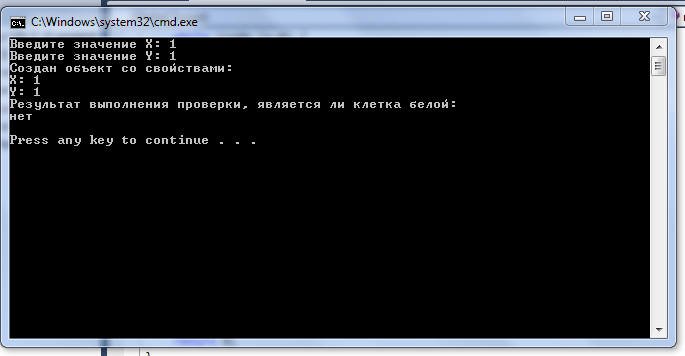 C:\Windows\system32\cmd.exe
Введите значение X: 1
Введите значение Y: 1
Создан объект со свойствами:
X: 1
Y: 1
Результат выполнения проверки, является ли клетка белой:
нет
Press any key to continue . . .
}